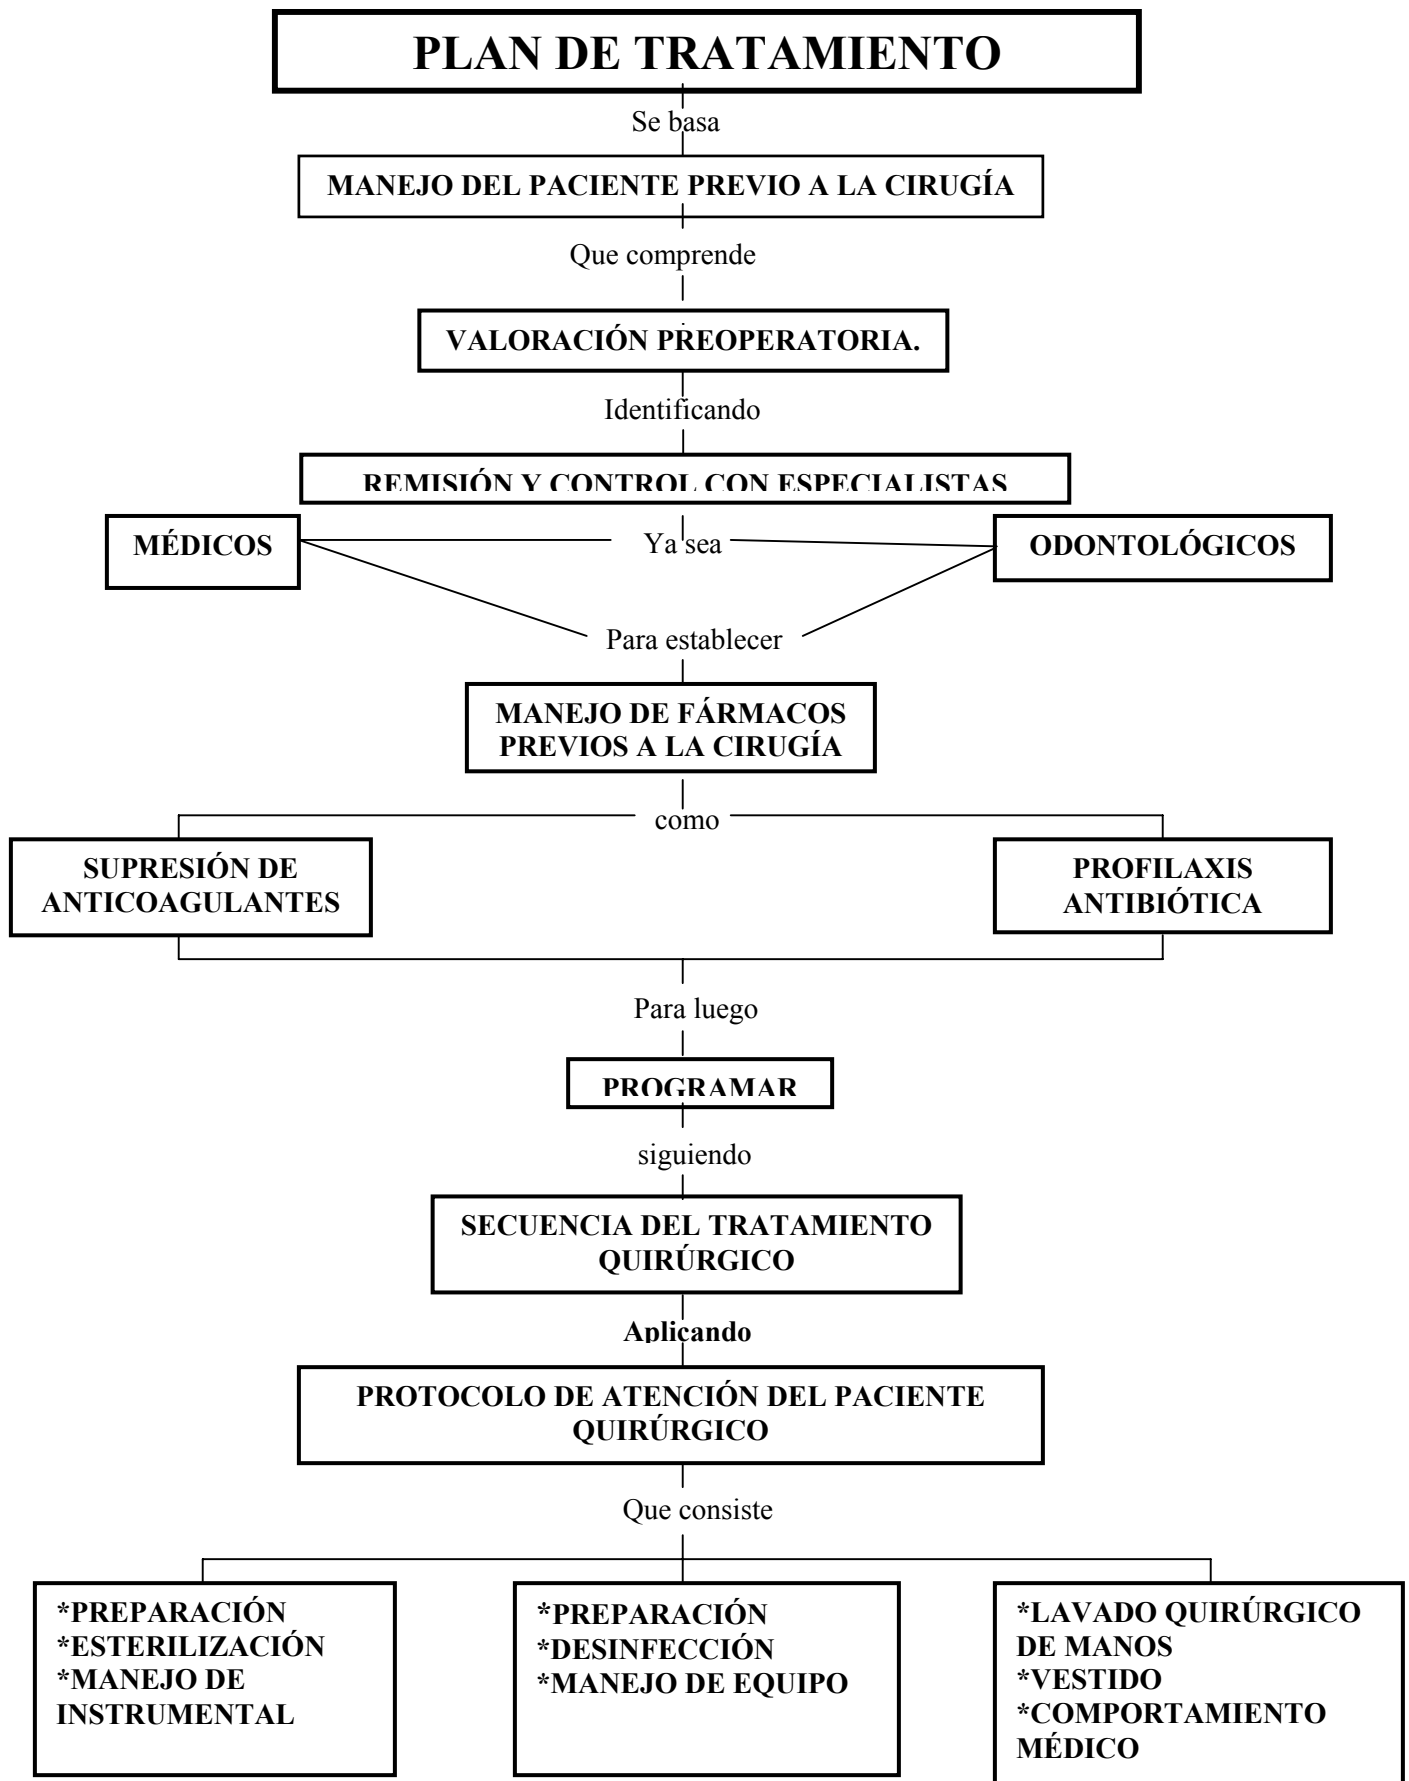 PLAN DE TRATAMIENTO
Se basa
MANEJO DEL PACIENTE PREVIO A LA CIRUGÍA
Que comprende
VALORACIÓN PREOPERATORIA.
Identificando
REMISIÓN Y CONTROL CON ESPECIALISTAS
MÉDICOS
Ya sea
ODONTOLÓGICOS
Para establecer
MANEJO DE FÁRMACOS
PREVIOS A LA CIRUGÍA
como
SUPRESIÓN DE
ANTICOAGULANTES
PROFILAXIS
ANTIBIÓTICA
Para luego
PROGRAMAR
siguiendo
SECUENCIA DEL TRATAMIENTO
QUIRÚRGICO
Aplicando
PROTOCOLO DE ATENCIÓN DEL PACIENTE
QUIRÚRGICO
Que consiste
*PREPARACIÓN
*ESTERILIZACIÓN
*MANEJO DE
INSTRUMENTAL
*PREPARACIÓN
*DESINFECCIÓN
*MANEJO DE EQUIPO
*LAVADO QUIRÚRGICO
DE MANOS
*VESTIDO
*COMPORTAMIENTO
MÉDICO